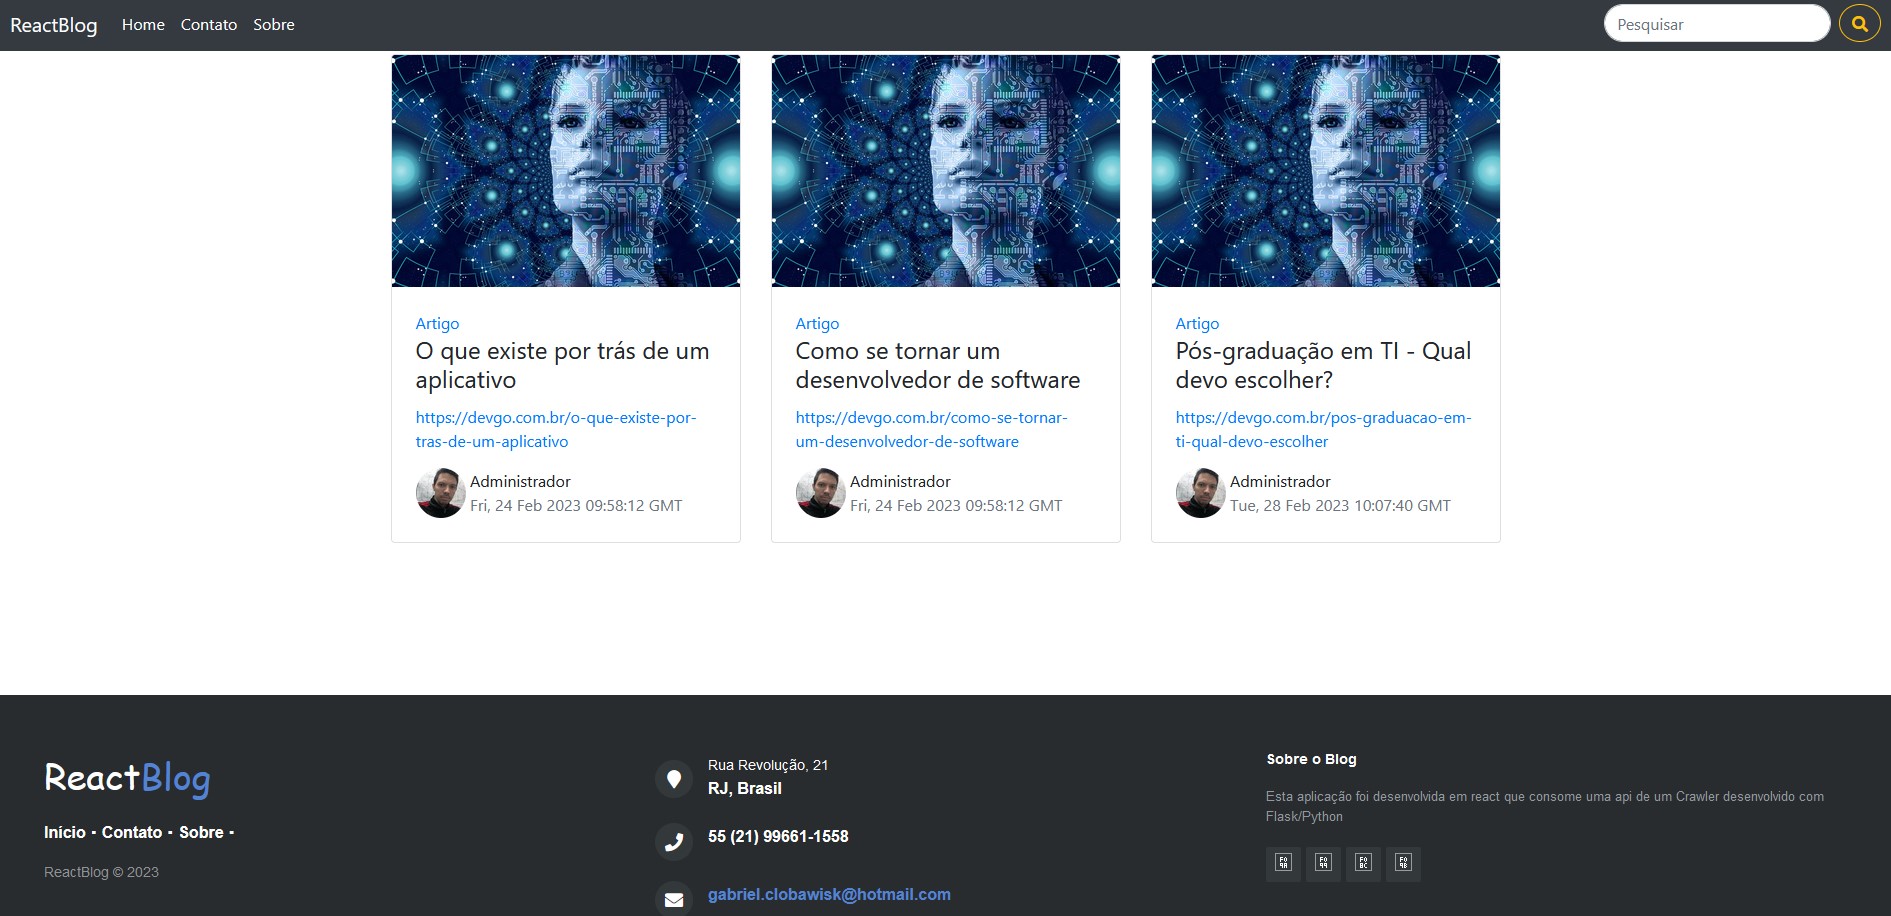 ReactBlog Home Contato Sobre Pesquisar
Artigo
O que existe por trás de um
aplicativo
https://devgo.com.br/o-que-existe-por-
tras-de-um-aplicativo
Administrador
Fri, 24 Feb 2023 09:58:12 GMT
Artigo
Como se tornar um
desenvolvedor de software
https://devgo.com.br/como-se-tornar-
um-desenvolvedor-de-software
Administrador
Fri, 24 Feb 2023 09:58:12 GMT
Artigo
Pós-graduação em TI - Qual
devo escolher?
https://devgo.com.br/pos-graduacao-em-
ti-qual-devo-escolher
Administrador
Tue, 28 Feb 2023 10:07:40 GMT
ReactBlog
Início · Contato · Sobre ·
ReactBlog © 2023
Rua Revolução, 21
RJ, Brasil
55 (21) 99661-1558
gabriel.clobawisk@hotmail.com
Sobre o Blog
Esta aplicação foi desenvolvida em react que consome uma api de um Crawler desenvolvido com
Flask/Python